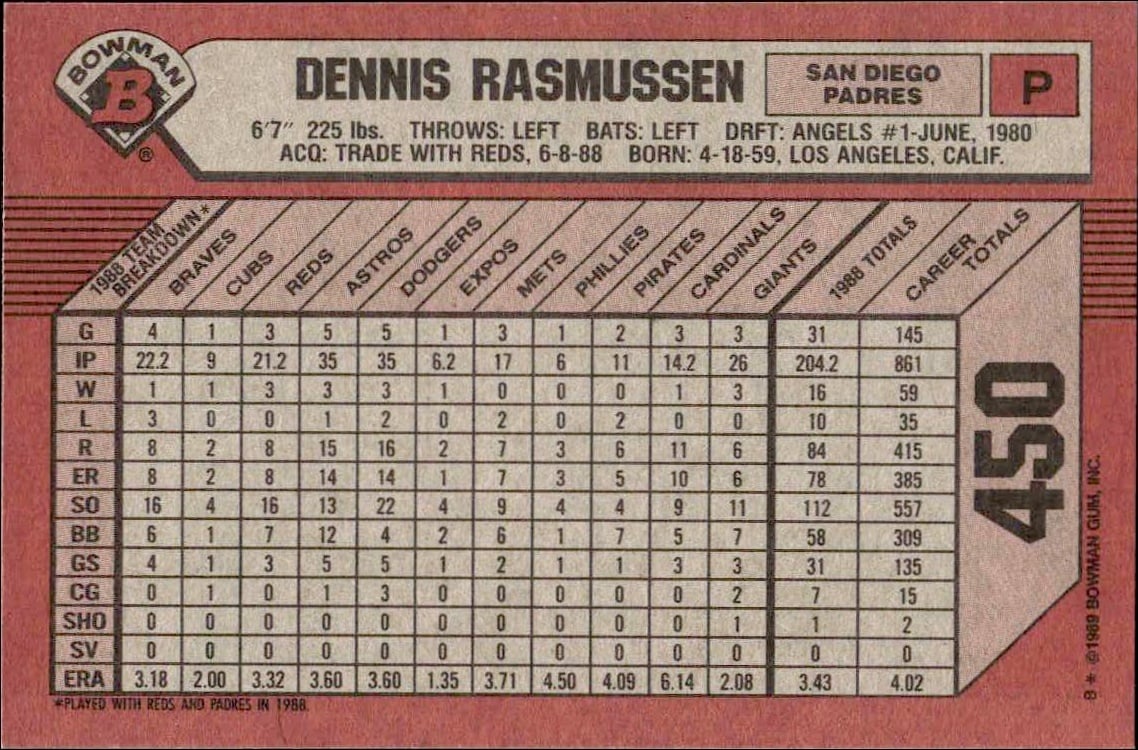 BOWMAN
B
®
DENNIS RASMUSSEN
SAN DIEGO
PADRES
P
6'7" 225 lbs. THROWS: LEFT BATS: LEFT DRFT: ANGELS #1-JUNE, 1980
ACQ: TRADE WITH REDS, 6-8-88 BORN: 4-18-59, LOS ANGELES, CALIF.
1988 TEAM
BREAKDOWN* BRAVES CUBS REDS ASTROS DODGERS EXPOS METS PHILLIES PIRATES CARDINALS GIANTS 1988 TOTALS CAREER
TOTALS
G 4 1 3 5 5 1 3 1 2 3 3 31 145
IP 22.2 9 21.2 35 35 6.2 17 6 11 14.2 26 204.2 861
W 1 1 3 3 3 1 0 0 0 1 3 16 59
L 3 0 0 1 2 0 2 0 2 0 0 10 35
R 8 2 8 15 16 2 7 3 6 11 6 84 415
ER 8 2 8 14 14 1 7 3 5 10 6 78 385
SO 16 4 16 13 22 4 9 4 4 9 11 112 557
BB 6 1 7 12 4 2 6 1 7 5 7 58 309
GS 4 1 3 5 5 1 2 1 1 3 3 31 135
CG 0 1 0 1 3 0 0 0 0 0 2 7 15
SHO 0 0 0 0 0 0 0 0 0 0 1 1 2
SV 0 0 0 0 0 0 0 0 0 0 0 0 0
ERA 3.18 2.00 3.32 3.60 3.60 1.35 3.71 4.50 4.09 6.14 2.08 3.43 4.02
*PLAYED WITH REDS AND PADRES IN 1988.
450
B * ©1989 BOWMAN GUM, INC.